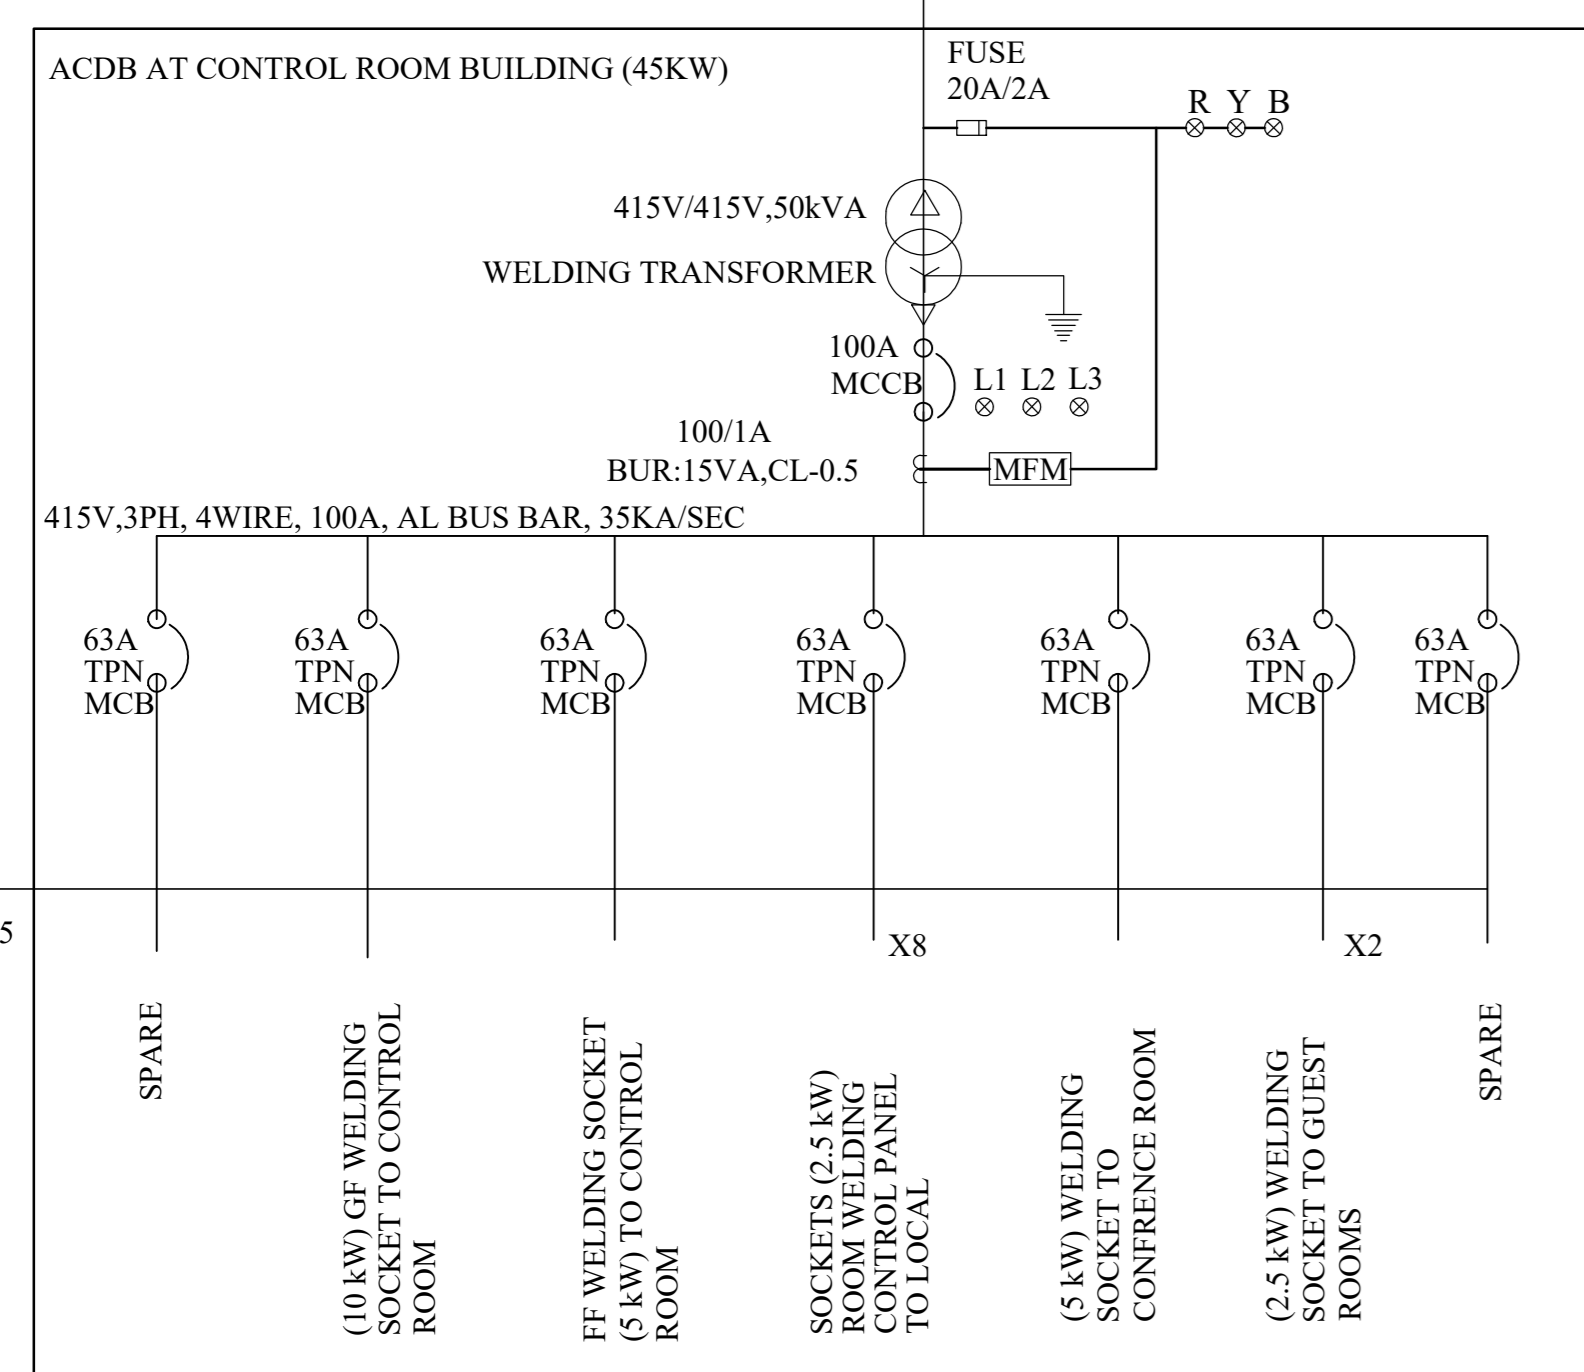 ACDB AT CONTROL ROOM BUILDING (45KW)
FUSE
20A/2A
R Y B
415V/415V,50kVA
WELDING TRANSFORMER
100A
MCCB
L1 L2 L3
100/1A
BUR:15VA,CL-0.5
MFM
415V,3PH, 4WIRE, 100A, AL BUS BAR, 35KA/SEC
63A
TPN
MCB
63A
TPN
MCB
63A
TPN
MCB
63A
TPN
MCB
63A
TPN
MCB
63A
TPN
MCB
63A
TPN
MCB
5
X8
X2
SPARE
(10 kW) GF WELDING
SOCKET TO CONTROL
ROOM
FF WELDING SOCKET
(5 kW) TO CONTROL
ROOM
SOCKETS (2.5 kW)
ROOM WELDING
CONTROL PANEL
TO LOCAL
(5 kW) WELDING
SOCKET TO
CONFRENCE ROOM
(2.5 kW) WELDING
SOCKET TO GUEST
ROOMS
SPARE